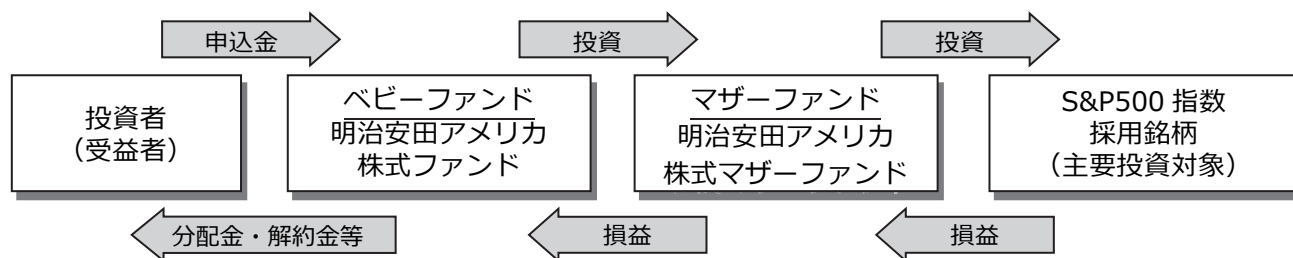 申込金
投資
投資
投資者
（受益者）
ベビーファンド
明治安田アメリカ
株式ファンド
マザーファンド
明治安田アメリカ
株式マザーファンド
S&P500 指数
採用銘柄
（主要投資対象）
分配金・解約金等
損益
損益